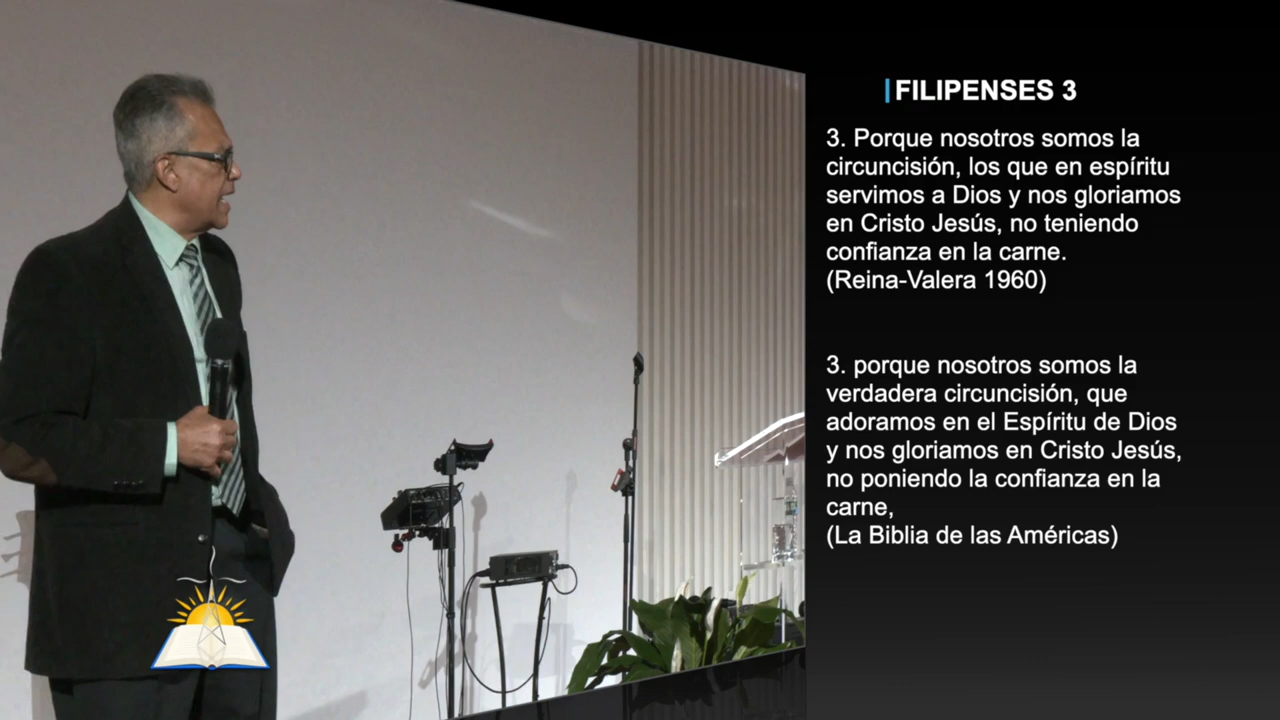 FILIPENSES 3
3. Porque nosotros somos la
circuncisión, los que en espíritu
servimos a Dios y nos gloriamos
en Cristo Jesús, no teniendo
confianza en la carne.
(Reina-Valera 1960)
3. porque nosotros somos la
verdadera circuncisión, que
adoramos en el Espíritu de Dios
y nos gloriamos en Cristo Jesús,
no poniendo la confianza en la
carne,
(La Biblia de las Américas)